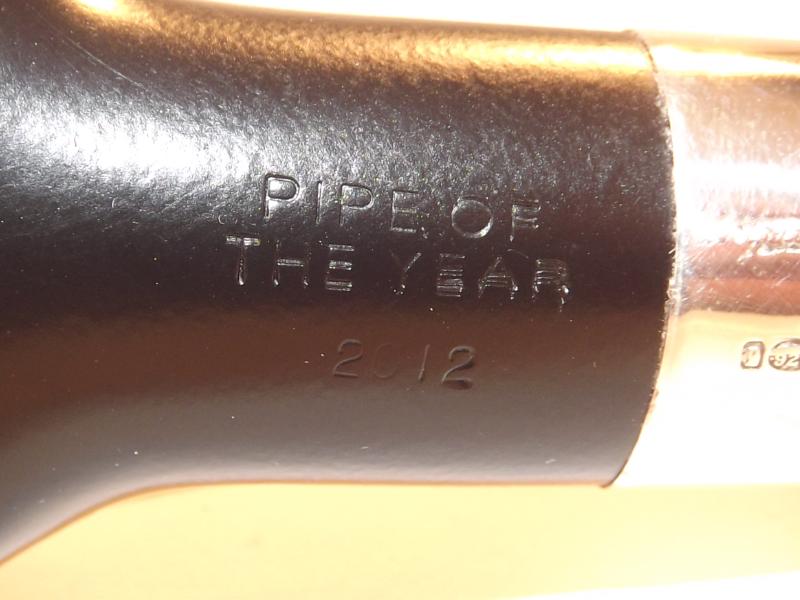 PIPE OF
THE YEAR
2012